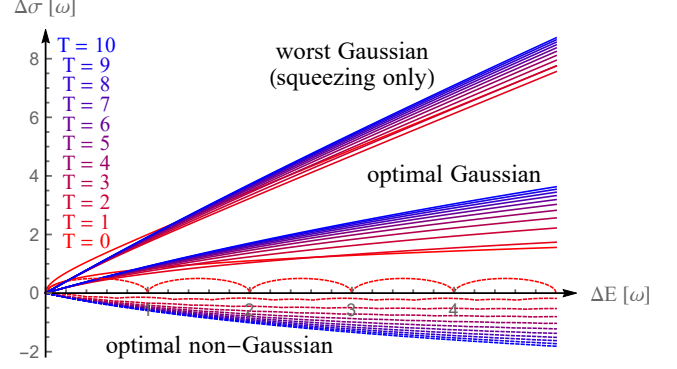 Δσ [ω]
T = 10
T = 9
T = 8
T = 7
T = 6
T = 5
T = 4
T = 3
T = 2
T = 1
T = 0
worst Gaussian
(squeezing only)
optimal Gaussian
optimal non−Gaussian
8
6
4
2
0
−2
1
2
3
4
ΔE [ω]